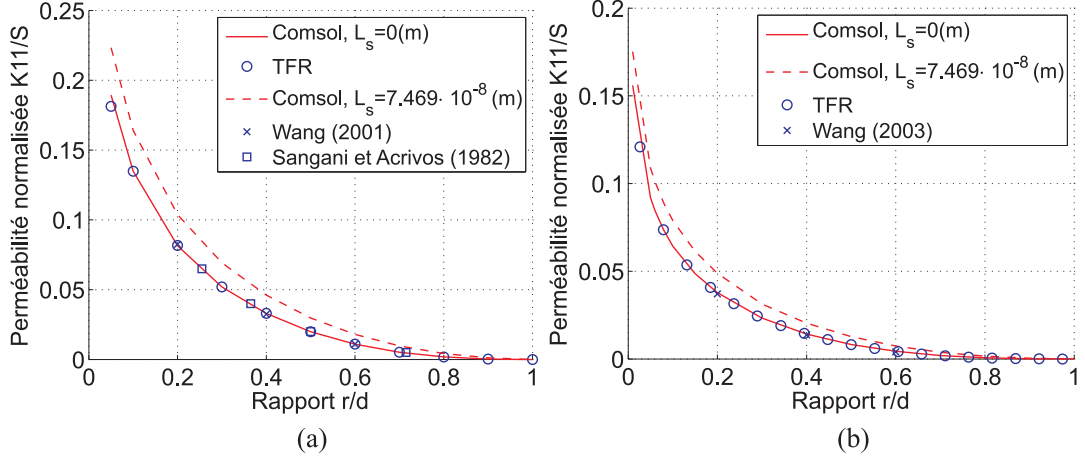 Perméabilité normalisée K11/S
0.25
0.2
0.15
0.1
0.05
0
0
0.2
0.4
0.6
0.8
1
Rapport r/d
Comsol, L_s=0(m)
TFR
Comsol, L_s=7.469· 10^-8 (m)
Wang (2001)
Sangani et Acrivos (1982)
(a)
Perméabilité normalisée K11/S
0.2
0.15
0.1
0.05
0
0
0.2
0.4
0.6
0.8
1
Rapport r/d
Comsol, L_s=0(m)
Comsol, L_s=7.469· 10^-8 (m)
TFR
Wang (2003)
(b)